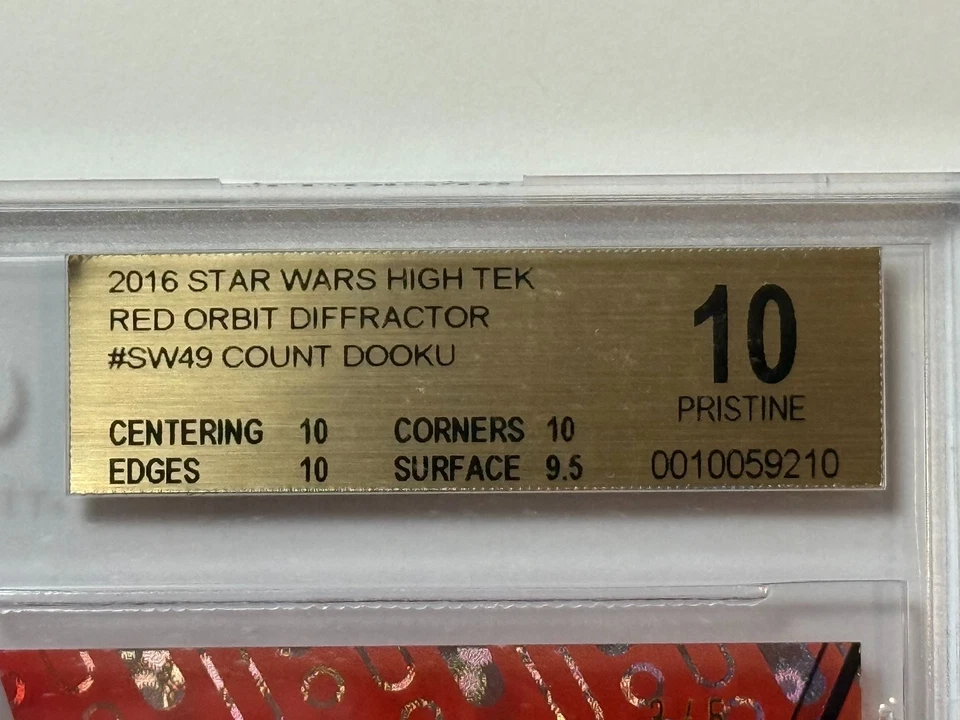 2016 STAR WARS HIGH TEK
RED ORBIT DIFFRACTOR
#SW49 COUNT DOOKU
10
PRISTINE
CENTERING 10 CORNERS 10
EDGES 10 SURFACE 9.5
0010059210